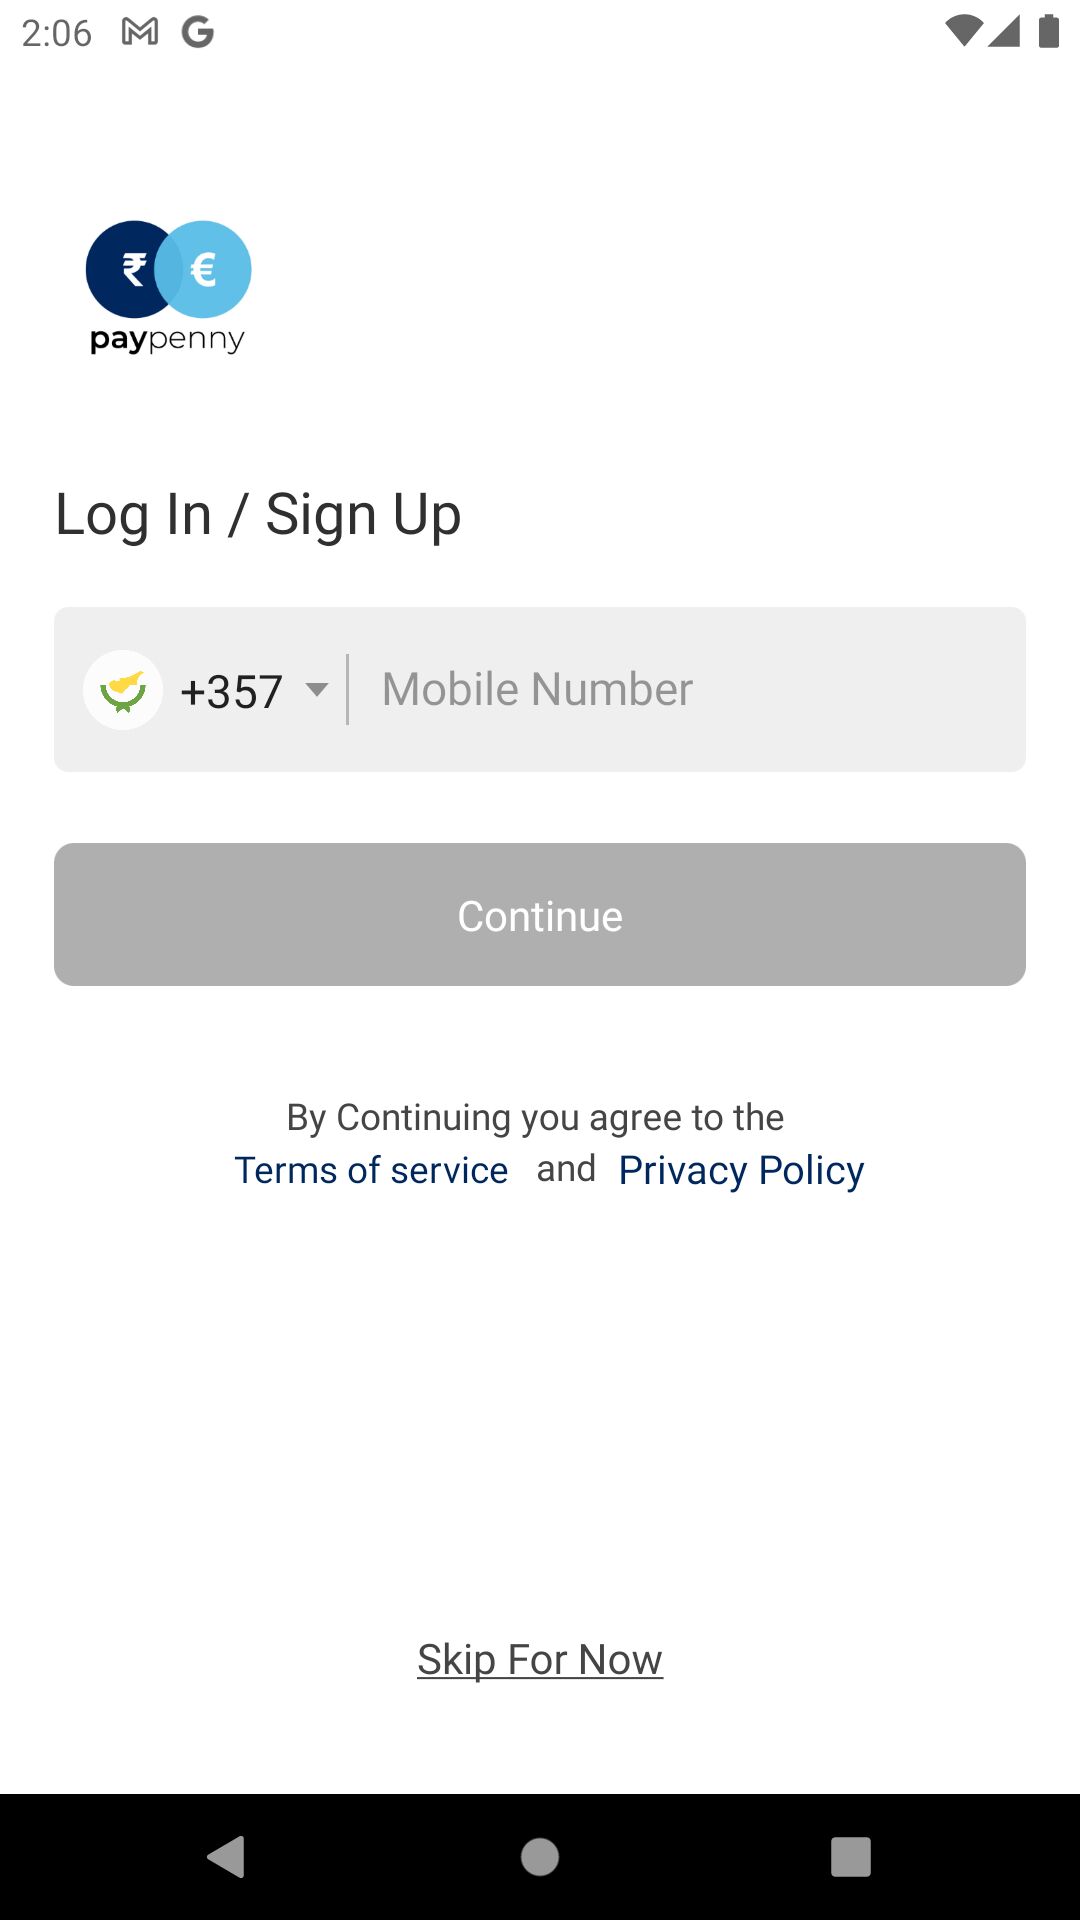 2:06
₹ €
paypenny
Log In / Sign Up
+357 Mobile Number
Continue
By Continuing you agree to the
Terms of service and Privacy Policy
Skip For Now